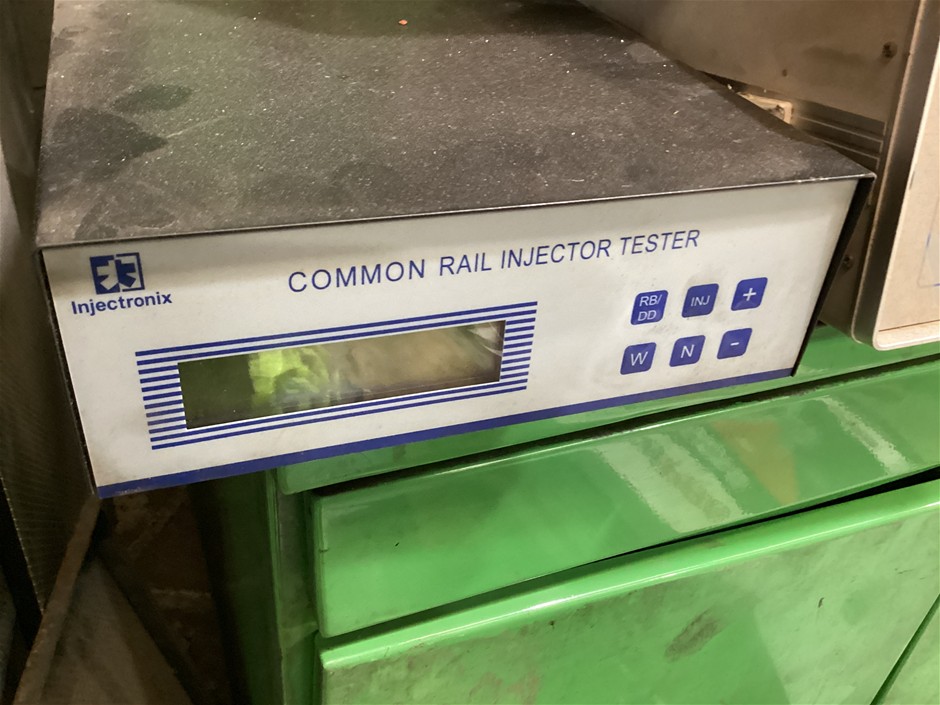 Injectronix
COMMON RAIL INJECTOR TESTER
RB/
DD
INJ
+
W
N
-